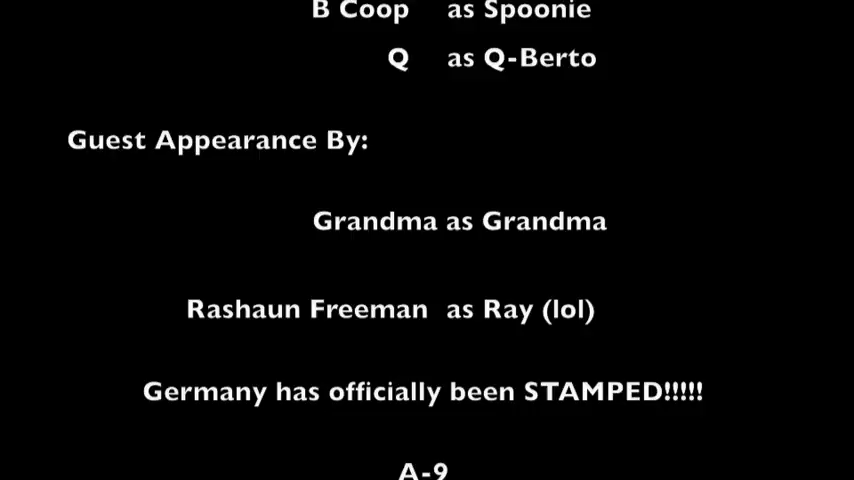 B Coop as Spoonie
Q as Q-Berto
Guest Appearance By:
Grandma as Grandma
Rashaun Freeman as Ray (lol)
Germany has officially been STAMPED!!!!!
A-9